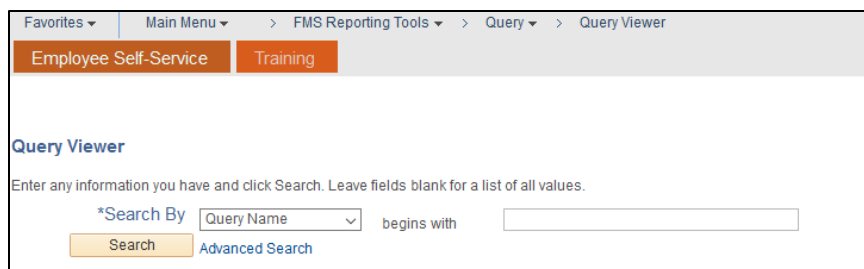 Favorites Main Menu > FMS Reporting Tools > Query > Query Viewer
Employee Self-Service Training
Query Viewer
Enter any information you have and click Search. Leave fields blank for a list of all values.
*Search By Query Name begins with
Search Advanced Search